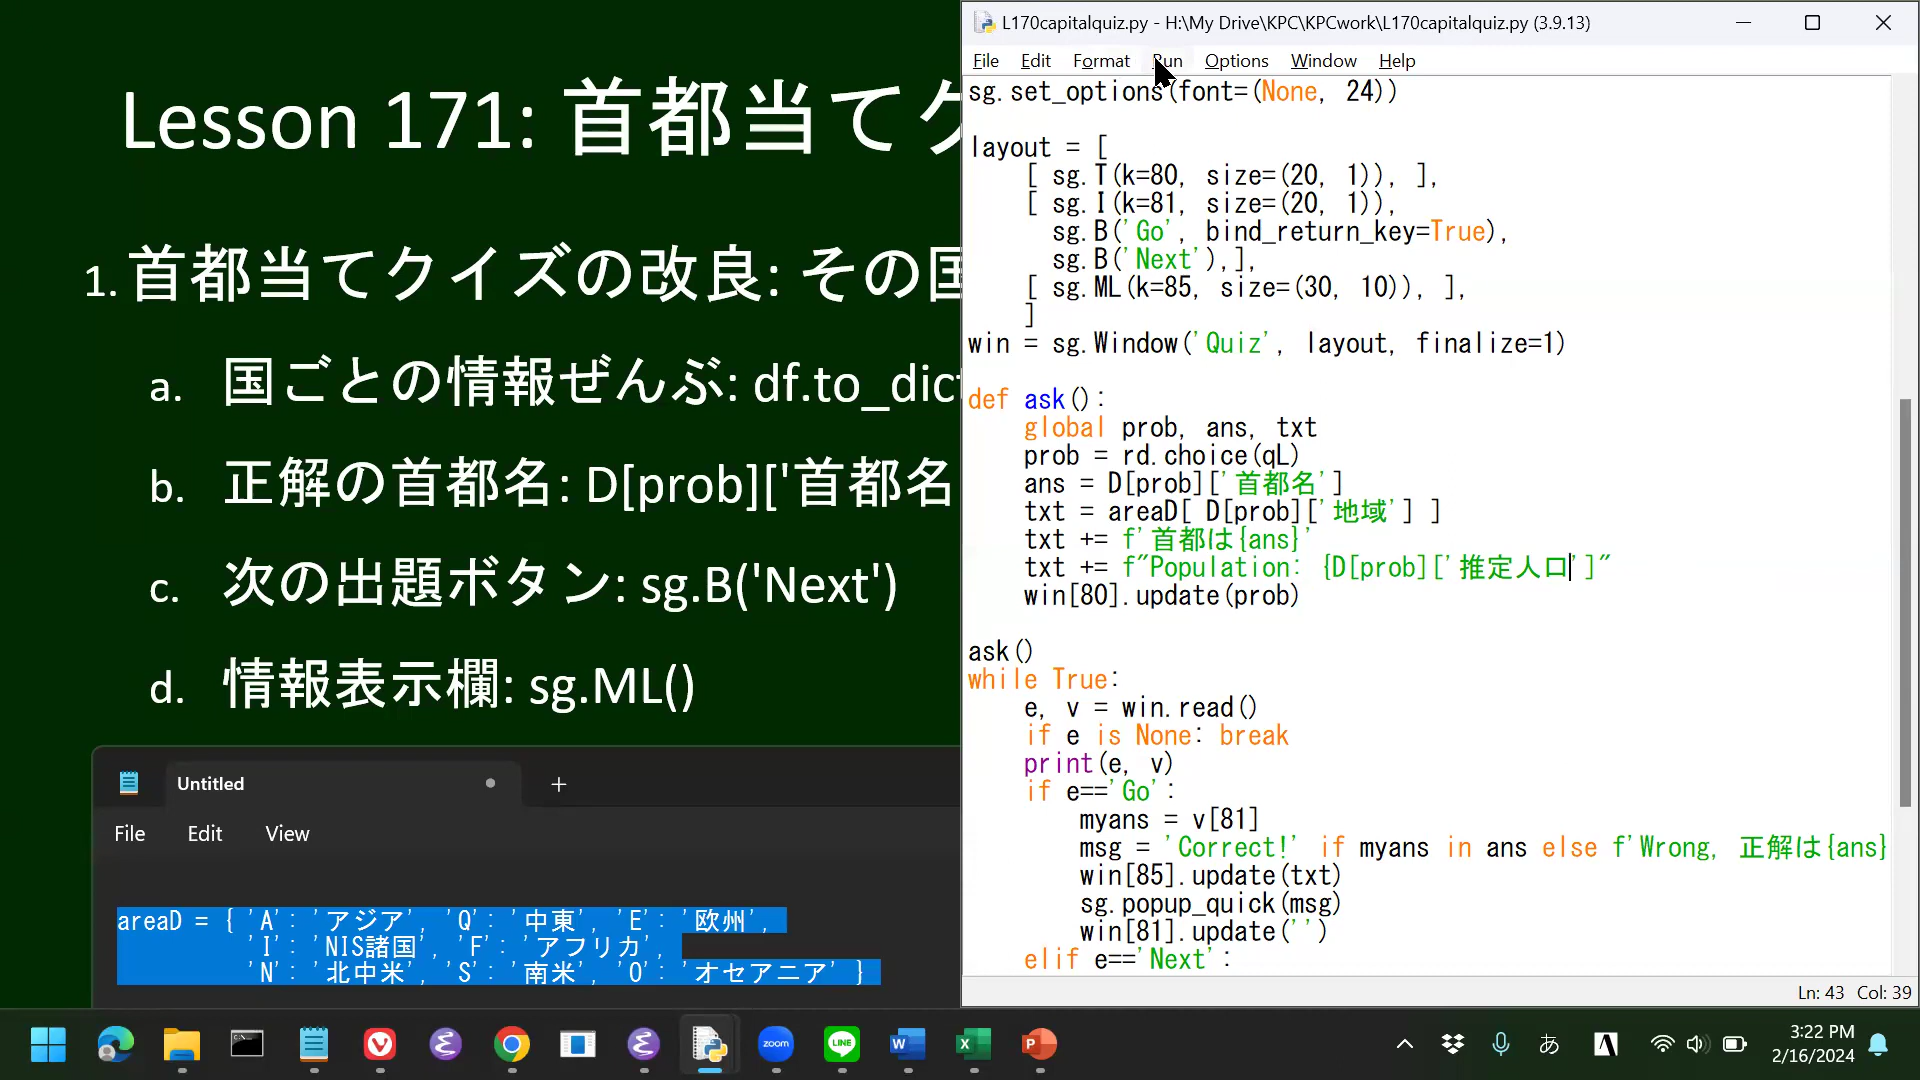 Lesson 171: 首都当てク
1. 首都当てクイズの改良: その国
a. 国ごとの情報ぜんぶ: df.to_dict
b. 正解の首都名: D[prob]['首都名
c. 次の出題ボタン: sg.B('Next')
d. 情報表示欄: sg.ML()
Untitled
File Edit View
areaD = { 'A': 'アジア', 'Q': '中東', 'E': '欧州',
'I': 'NIS諸国', 'F': 'アフリカ',
'N': '北中米', 'S': '南米', 'O': 'オセアニア' }
L170capitalquiz.py - H:\My Drive\KPC\KPCwork\L170capitalquiz.py (3.9.13)
File Edit Format Run Options Window Help
sg.set_options(font=(None, 24))
layout = [
[ sg.T(k=80, size=(20, 1)), ],
[ sg.I(k=81, size=(20, 1)),
sg.B('Go', bind_return_key=True),
sg.B('Next'),],
[ sg.ML(k=85, size=(30, 10)), ],
]
win = sg.Window('Quiz', layout, finalize=1)
def ask():
global prob, ans, txt
prob = rd.choice(qL)
ans = D[prob]['首都名']
txt = areaD[ D[prob]['地域'] ]
txt += f'首都は{ans}'
txt += f"Population: {D[prob]['推定人口']"
win[80].update(prob)
ask()
while True:
e, v = win.read()
if e is None: break
print(e, v)
if e=='Go':
myans = v[81]
msg = 'Correct!' if myans in ans else f'Wrong, 正解は{ans}
win[85].update(txt)
sg.popup_quick(msg)
win[81].update('')
elif e=='Next':
Ln: 43 Col: 39
zoom
LINE
あ
A
3:22 PM
2/16/2024